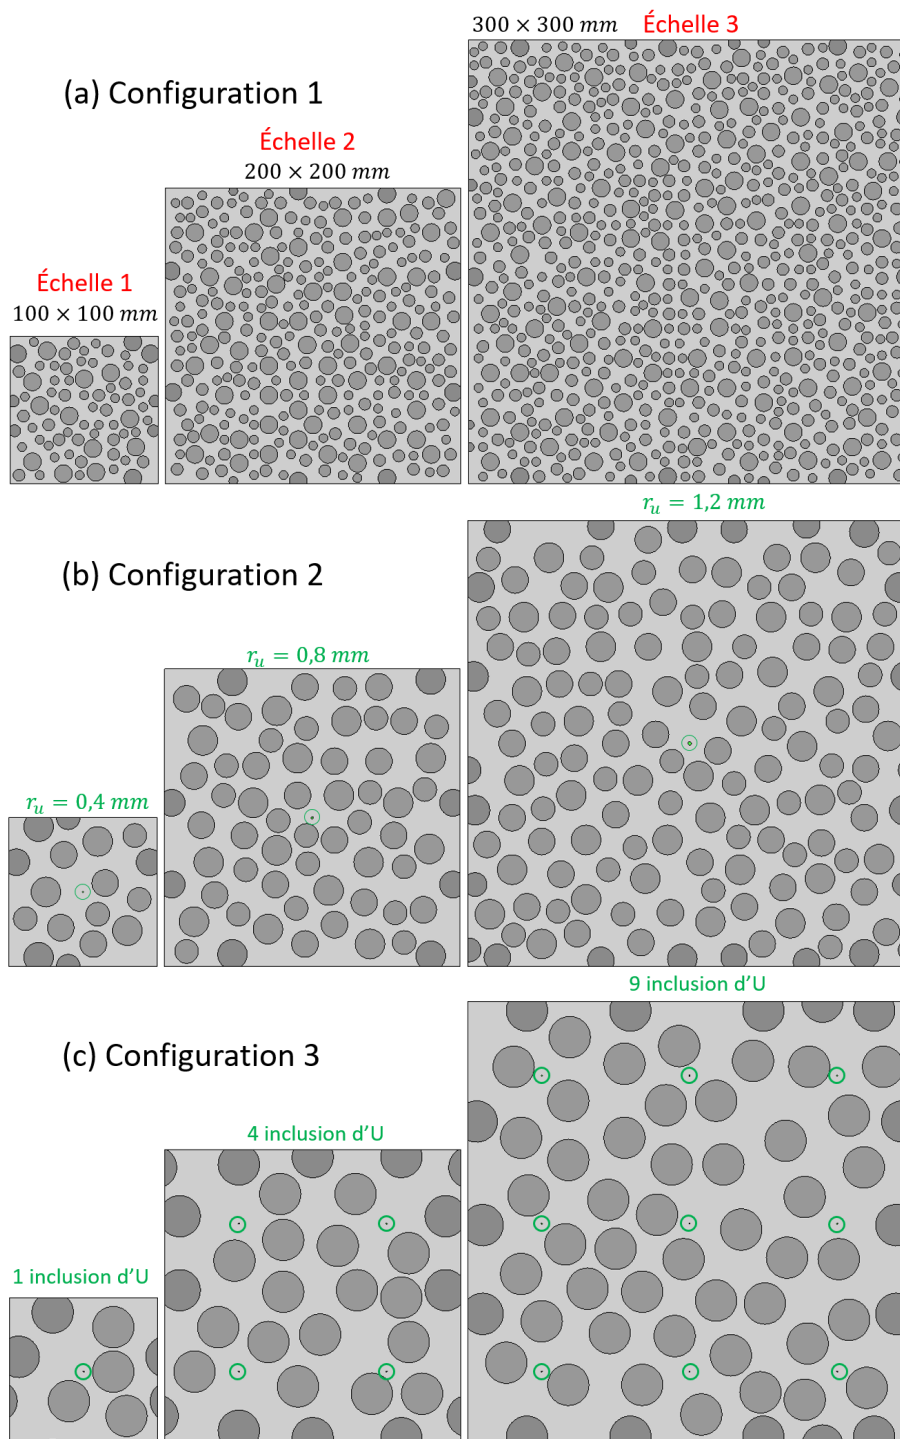 300 × 300 mm Échelle 3
(a) Configuration 1
Échelle 2
200 × 200 mm
Échelle 1
100 × 100 mm
r_u = 1,2 mm
(b) Configuration 2
r_u = 0,8 mm
r_u = 0,4 mm
9 inclusion d’U
(c) Configuration 3
4 inclusion d’U
1 inclusion d’U